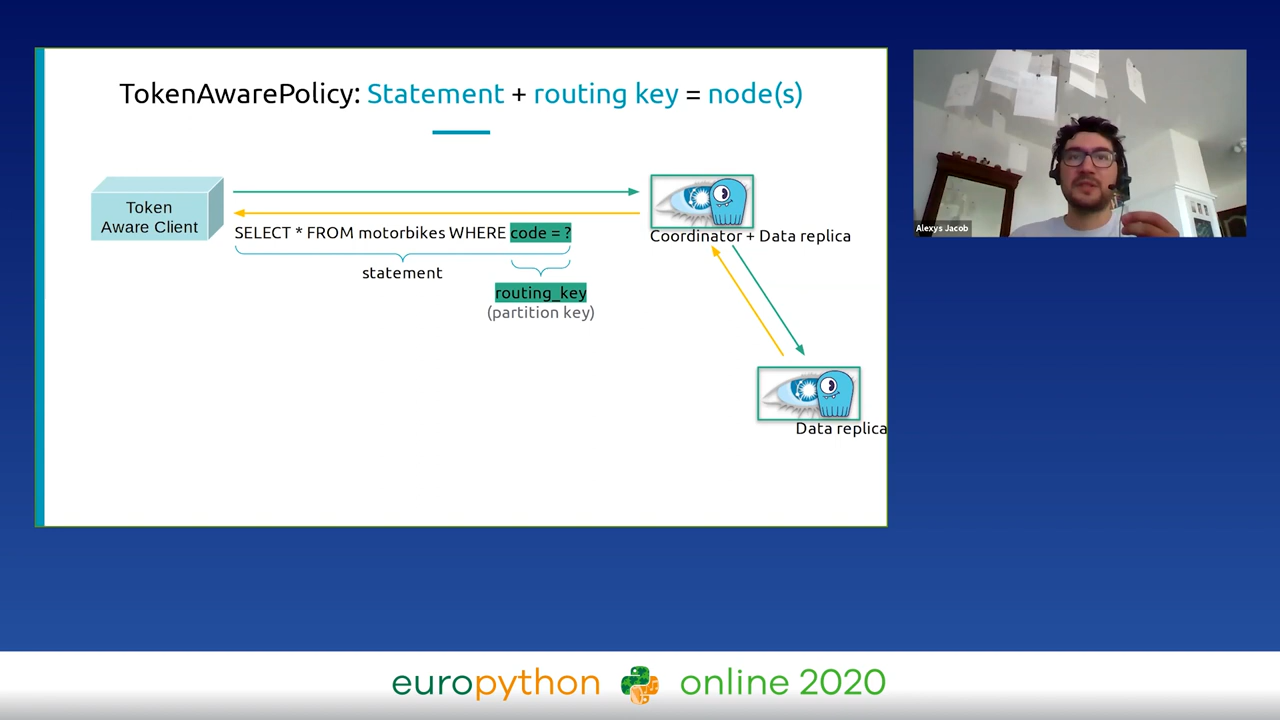 TokenAwarePolicy: Statement + routing key = node(s)
Token
Aware Client
SELECT * FROM motorbikes WHERE code = ?
statement
routing_key
(partition key)
Coordinator + Data replica
Data replica
Alexys Jacob
europython online 2020